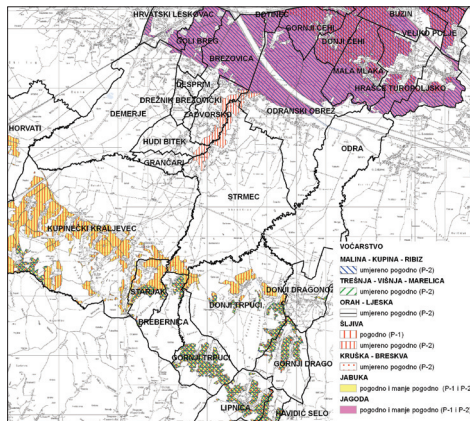 HRVATSKI LESKOVAC
BOTINEC
BUZIN
GORNJI ČEHI
GOLI BREG
DONJI ČEHI
VELIKO POLJE
BREZOVICA
MALA MLAKA
DESPRIM
HRAŠĆE TUROPOLJSKO
DREŽNIK BREZOVIČKI
ZADVORSKO
ODRANSKI OBREŽ
DEMERJE
HORVATI
HUDI BITEK
ODRA
GRANČARI
STRMEC
KUPINEČKI KRALJEVEC
STARJAK
DONJI DRAGONO
DONJI TRPUCI
BREBERNICA
GORNJI TRPUCI
GORNJI DRAGO
LIPNICA
HAVIDIĆ SELO
VOĆARSTVO
MALINA - KUPINA - RIBIZ
umjereno pogodno (P-2)
TREŠNJA - VIŠNJA - MARELICA
umjereno pogodno (P-2)
ORAH - LJESKA
umjereno pogodno (P-2)
ŠLJIVA
pogodno (P-1)
umjereno pogodno (P-2)
KRUŠKA - BRESKVA
umjereno pogodno (P-2)
JABUKA
pogodno i manje pogodno (P-1 i P-2
JAGODA
pogodno i manje pogodno (P-1 i P-2